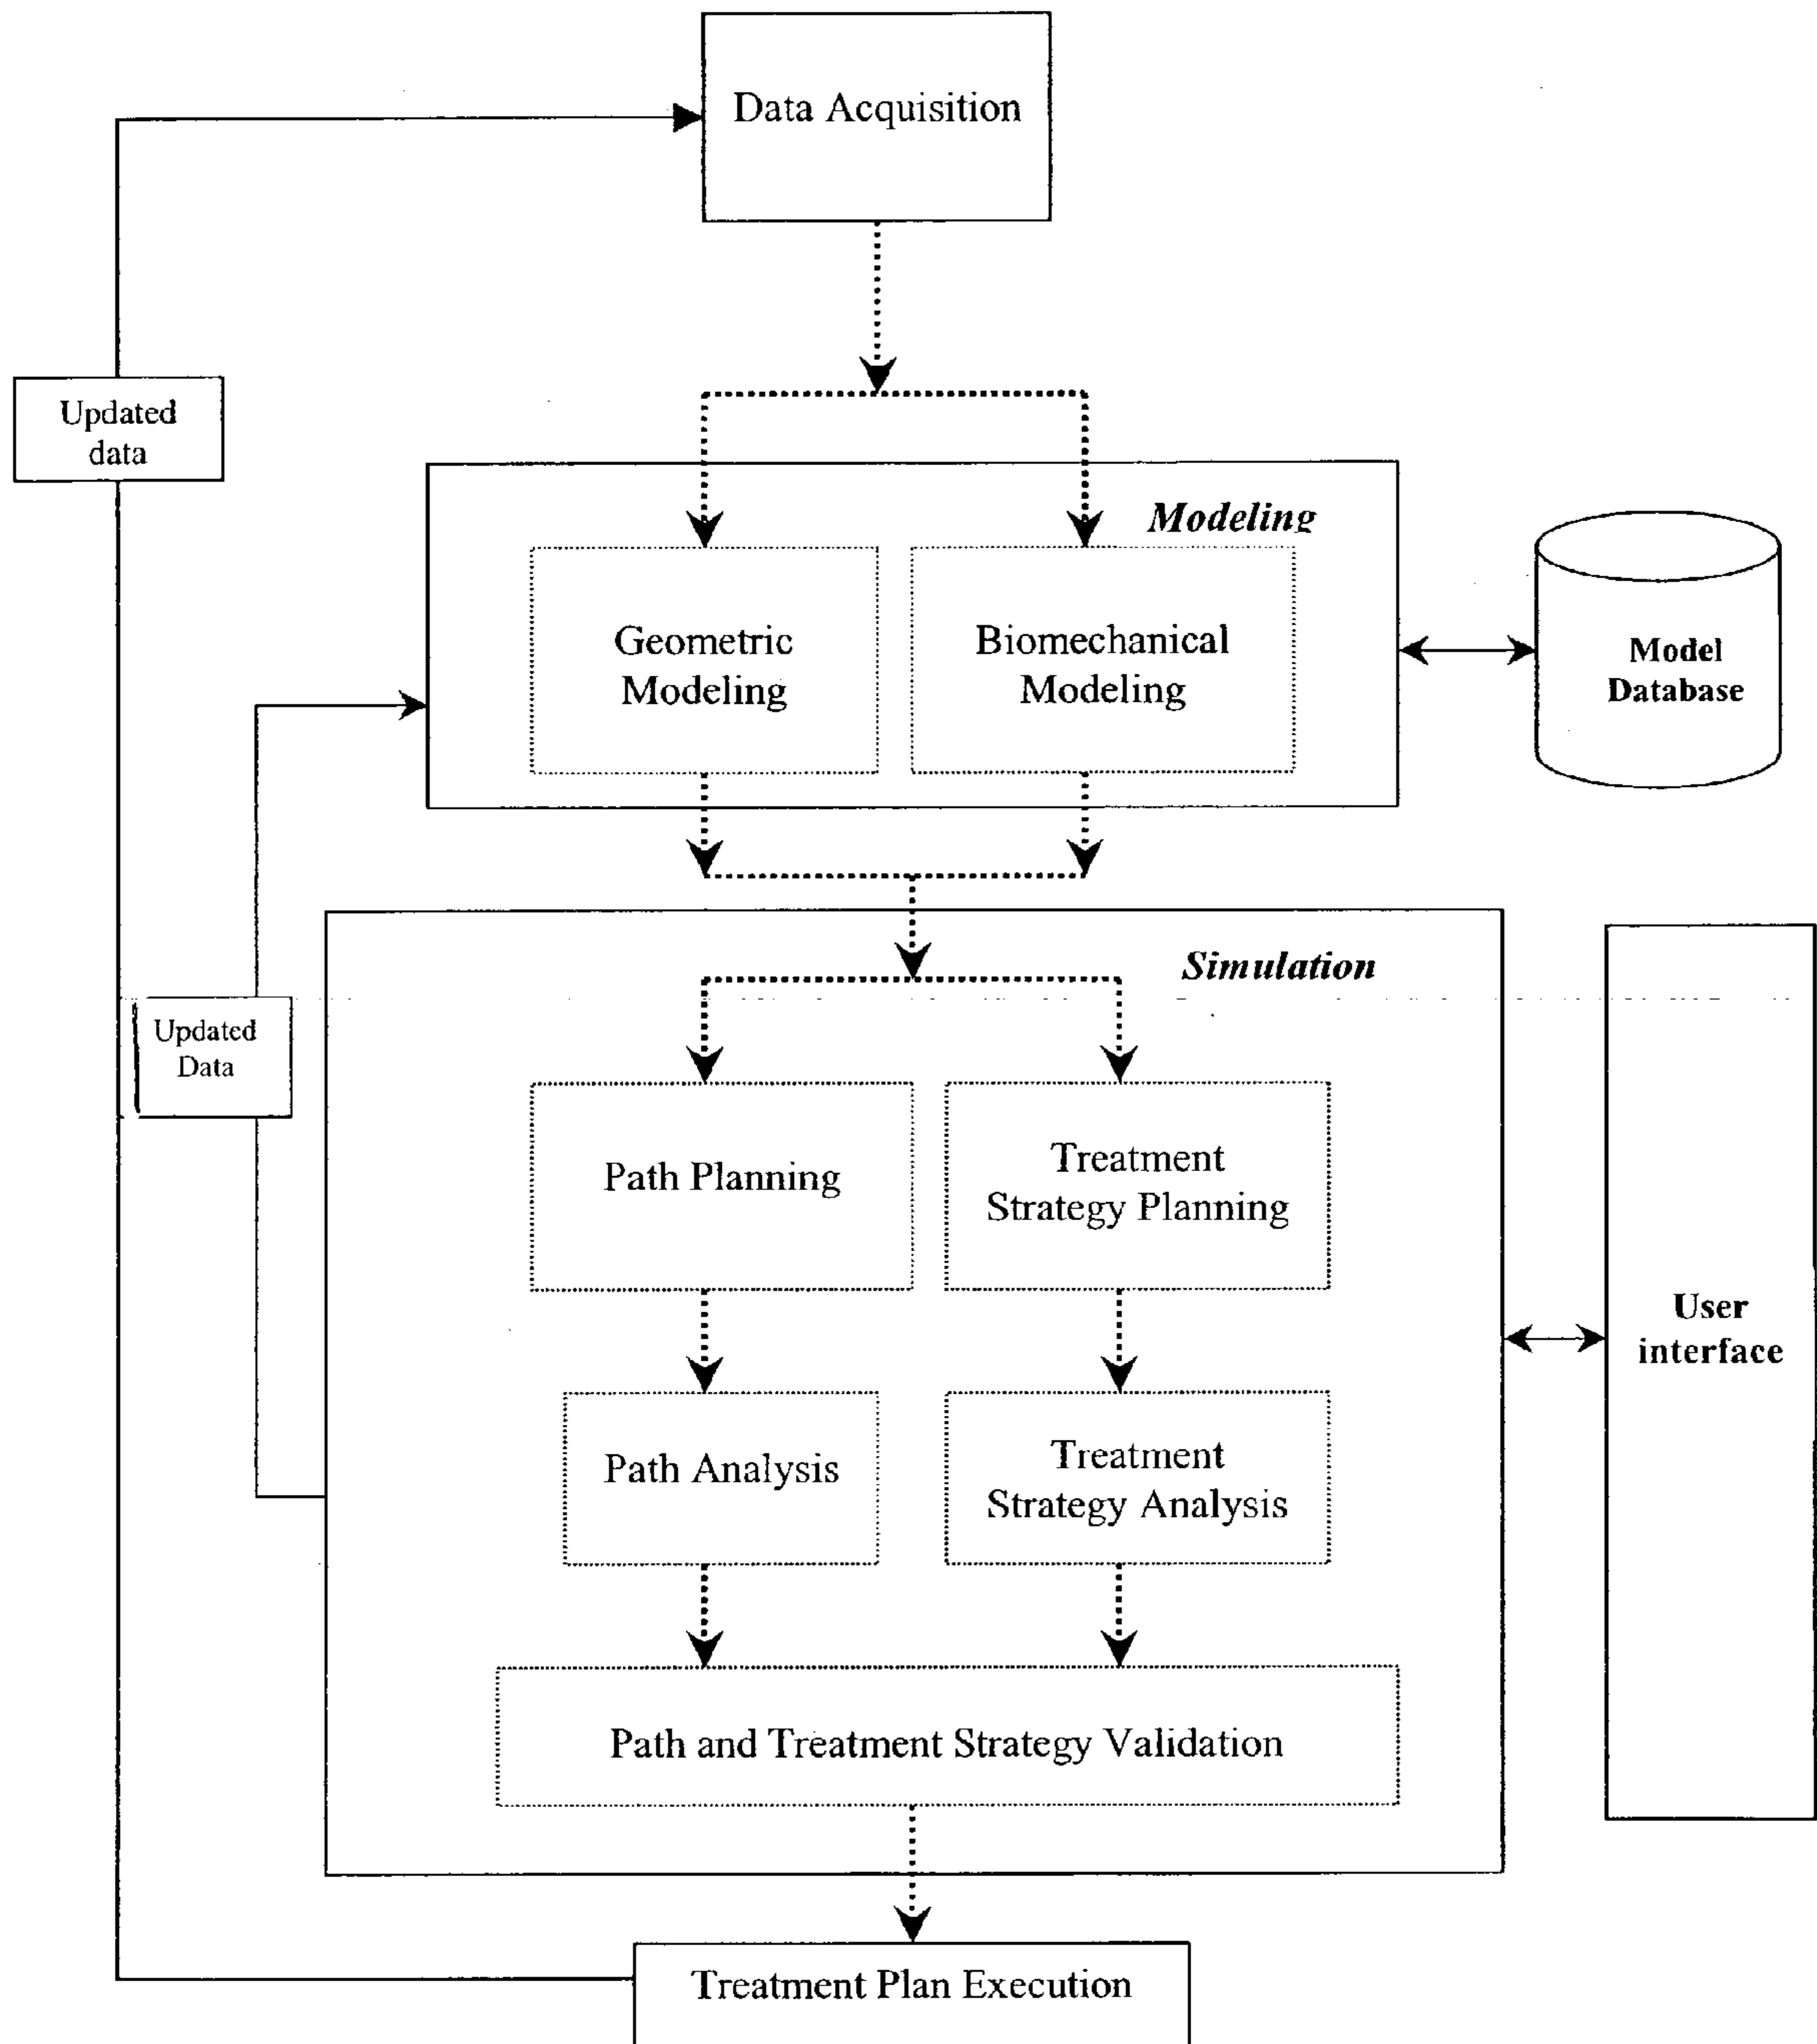 Data Acquisition
Updated
data
Modeling
Geometric
Modeling
Biomechanical
Modeling
Model
Database
Simulation
Updated
Data
Path Planning
Treatment
Strategy Planning
User
interface
Path Analysis
Treatment
Strategy Analysis
Path and Treatment Strategy Validation
Treatment Plan Execution